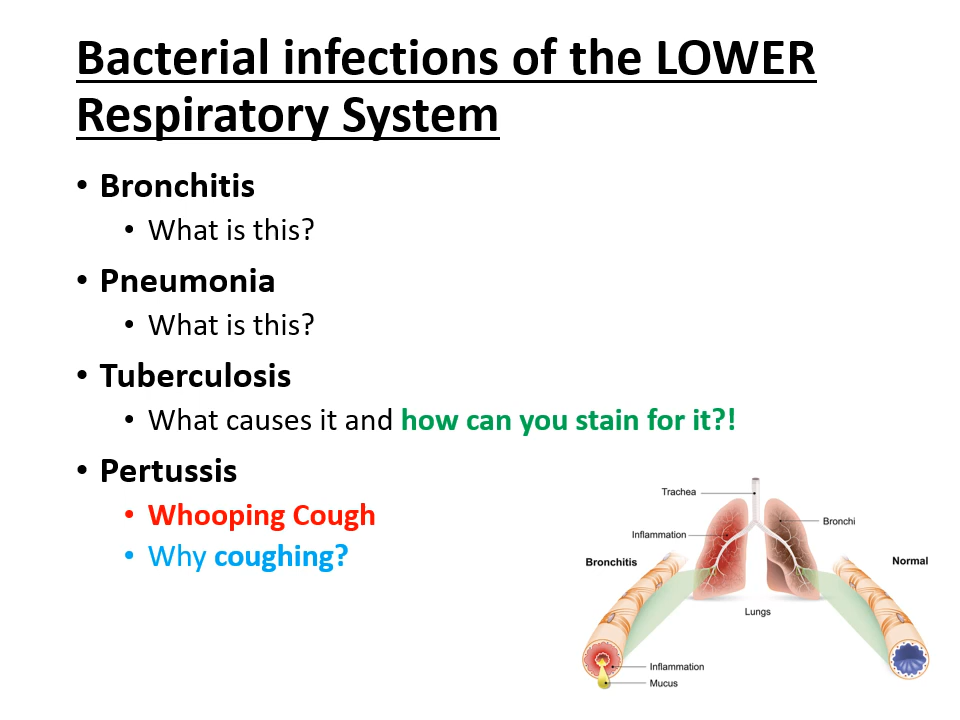 Bacterial infections of the LOWER
Respiratory System
• Bronchitis
• What is this?
• Pneumonia
• What is this?
• Tuberculosis
• What causes it and how can you stain for it?!
• Pertussis
• Whooping Cough
• Why coughing?
Trachea
Bronchi
Inflammation
Bronchitis
Normal
Lungs
Inflammation
Mucus